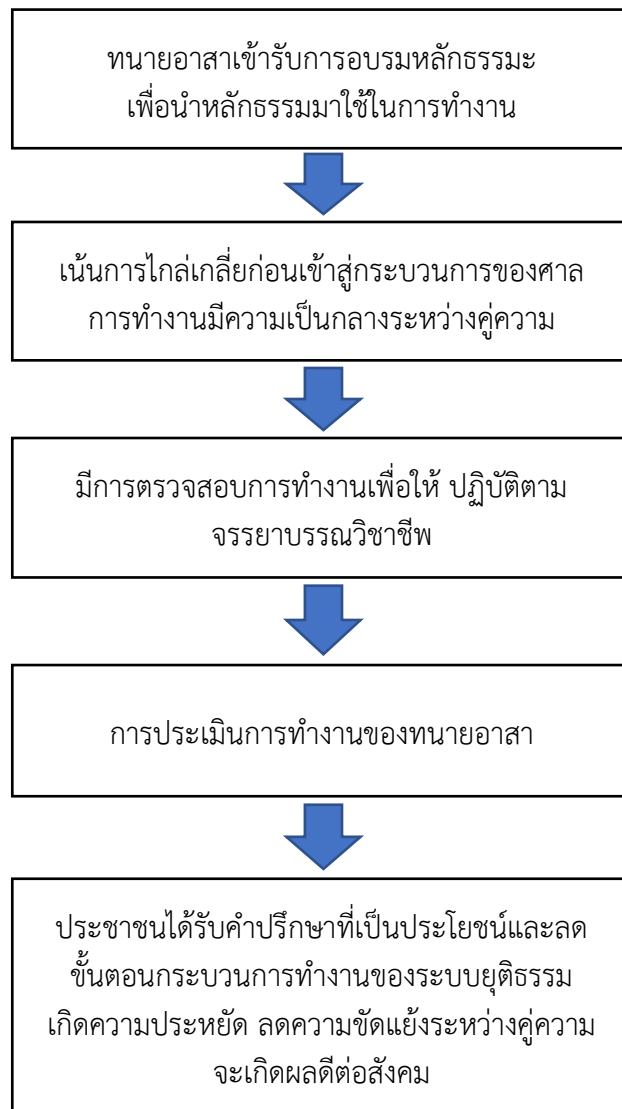 ทนายอาสาเข้ารับการอบรมหลักธรรมะ
เพื่อนำหลักธรรมมาใช้ในการทำงาน
เน้นการไกล่เกลี่ยก่อนเข้าสู่กระบวนการของศาล
การทำงานมีความเป็นกลางระหว่างคู่ความ
มีการตรวจสอบการทำงานเพื่อให้ ปฏิบัติตาม
จรรยาบรรณวิชาชีพ
การประเมินการทำงานของทนายอาสา
ประชาชนได้รับคำปรึกษาที่เป็นประโยชน์และลด
ขั้นตอนกระบวนการทำงานของระบบยุติธรรม
เกิดความประหยัด ลดความขัดแย้งระหว่างคู่ความ
จะเกิดผลดีต่อสังคม